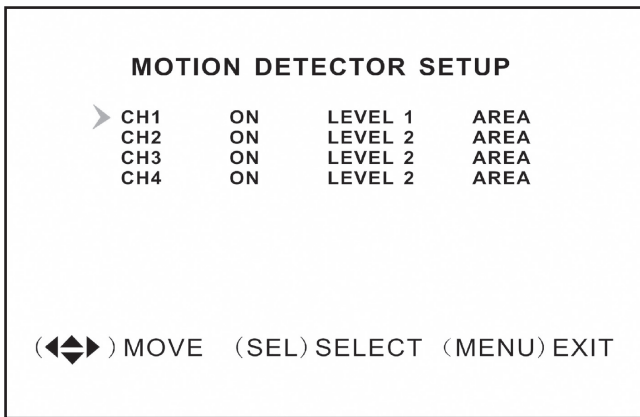 MOTION DETECTOR SETUP
CH1 ON LEVEL 1 AREA
CH2 ON LEVEL 2 AREA
CH3 ON LEVEL 2 AREA
CH4 ON LEVEL 2 AREA
(◀▲▼▶) MOVE (SEL) SELECT (MENU) EXIT